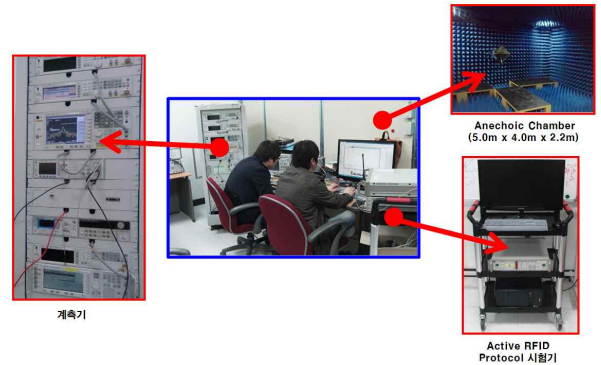 Anechoic Chamber
(5.0m x 4.0m x 2.2m)
계측기
Active RFID
Protocol 시험기